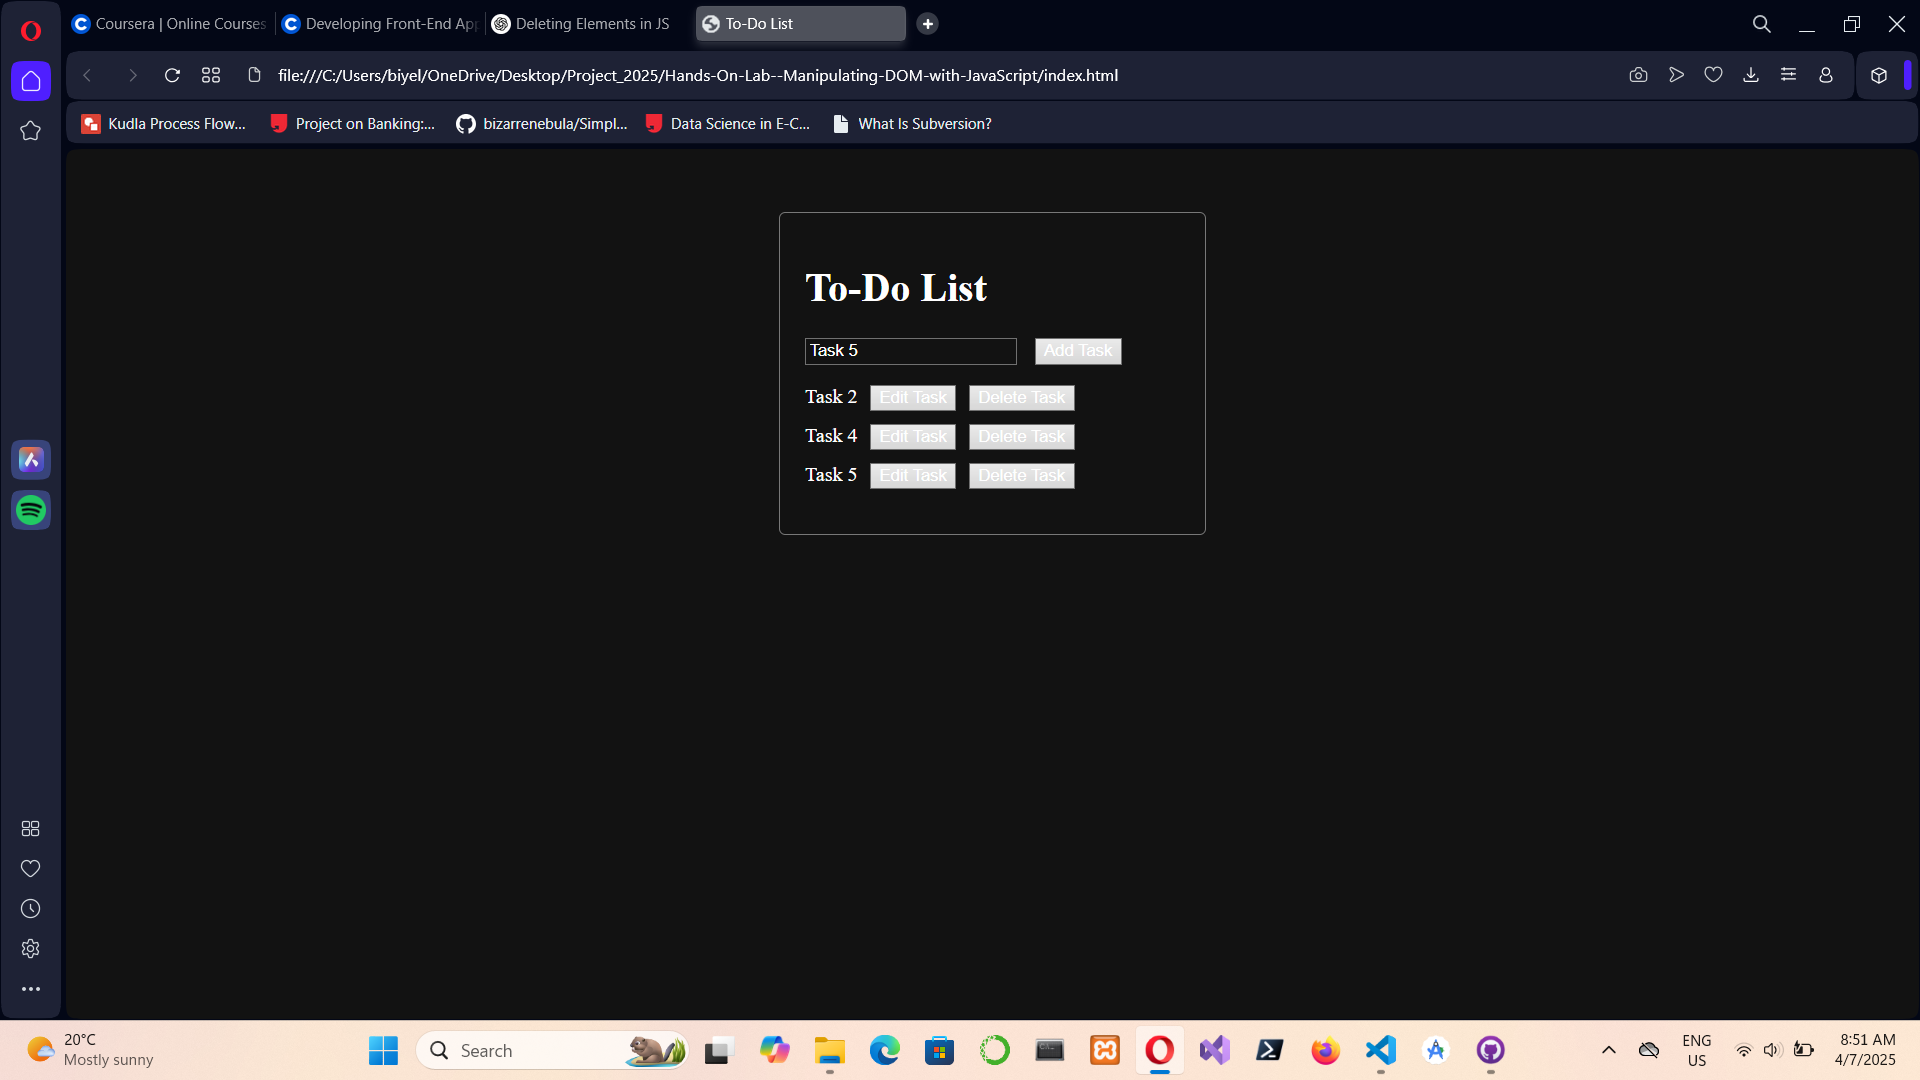 Coursera | Online Courses
Developing Front-End Ap
Deleting Elements in JS
To-Do List
file:///C:/Users/biyel/OneDrive/Desktop/Project_2025/Hands-On-Lab--Manipulating-DOM-with-JavaScript/index.html
Kudla Process Flow...
Project on Banking:...
bizarrenebula/Simpl...
Data Science in E-C...
What Is Subversion?
To-Do List
Task 5
Add Task
Task 2 Edit Task Delete Task
Task 4 Edit Task Delete Task
Task 5 Edit Task Delete Task
20°C
Mostly sunny
Search
ENG
US
8:51 AM
4/7/2025